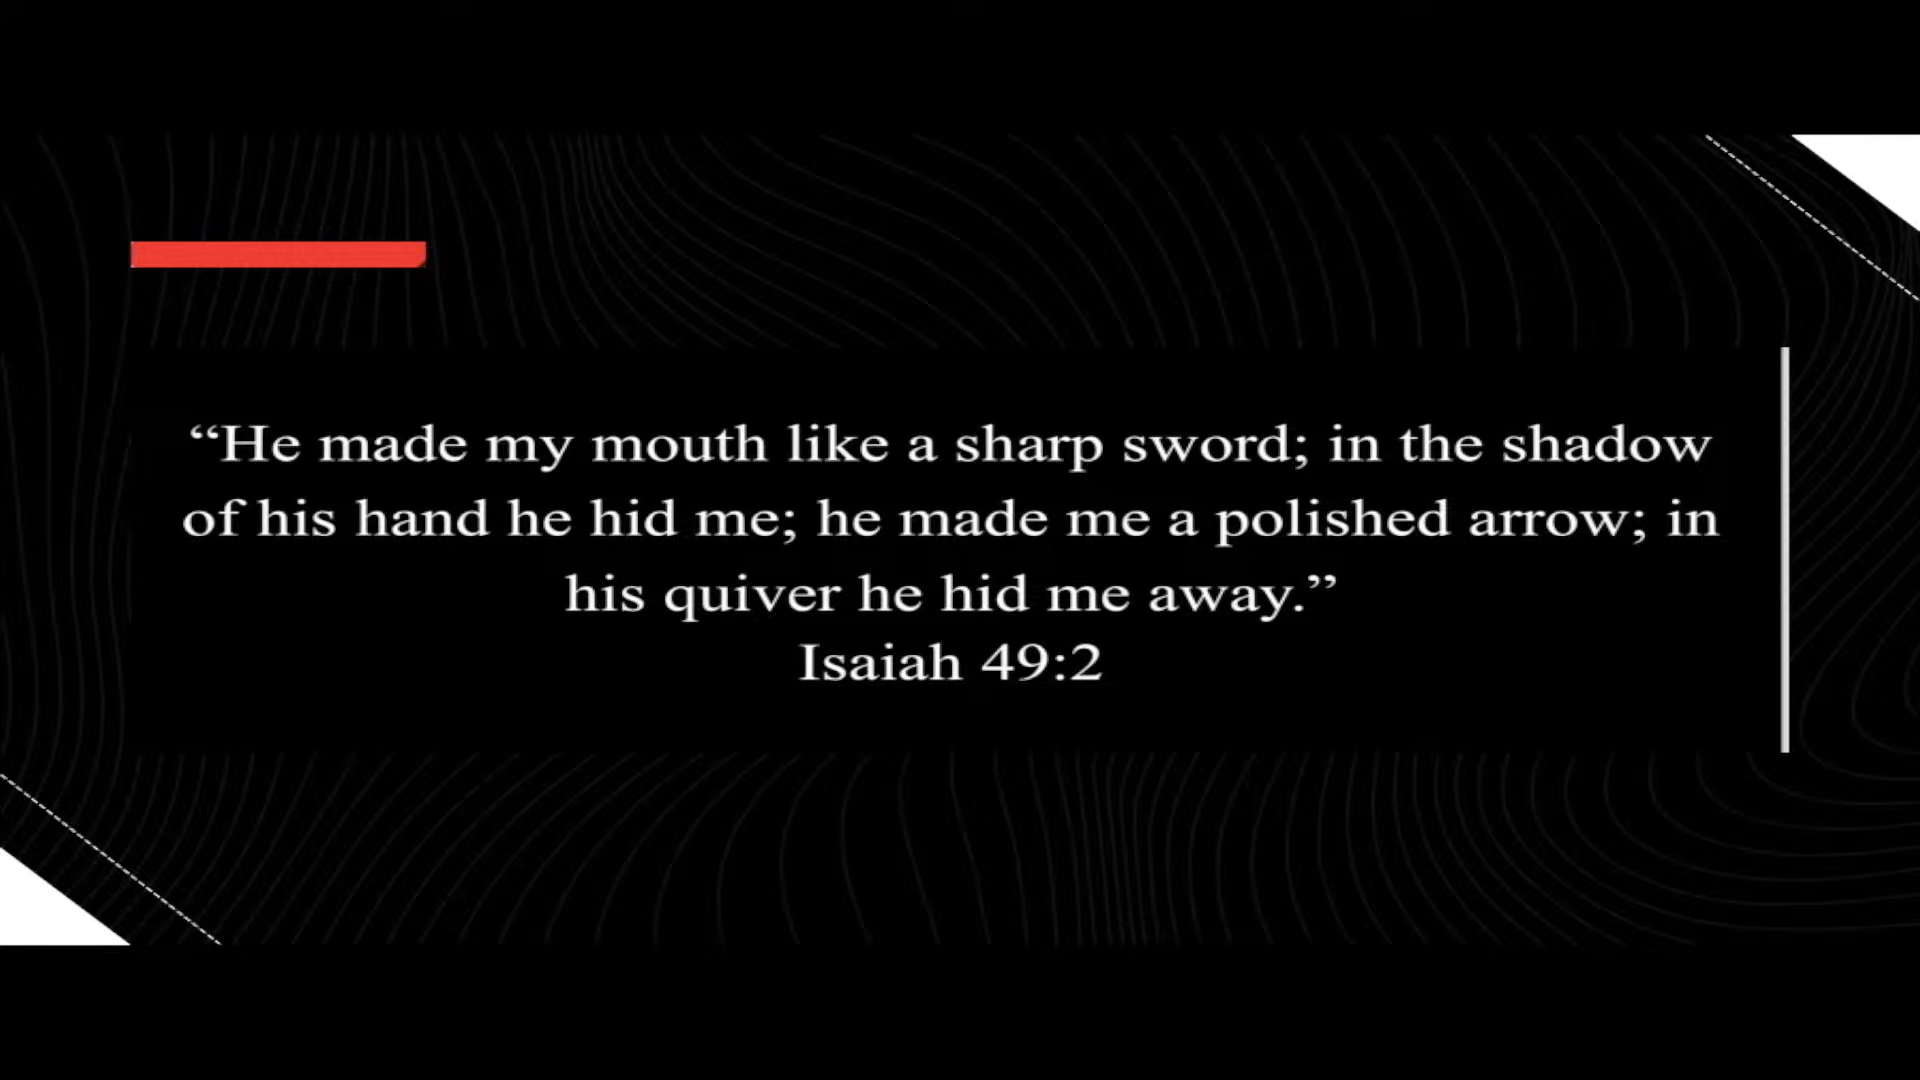 “He made my mouth like a sharp sword; in the shadow
of his hand he hid me; he made me a polished arrow; in
his quiver he hid me away.”
Isaiah 49:2